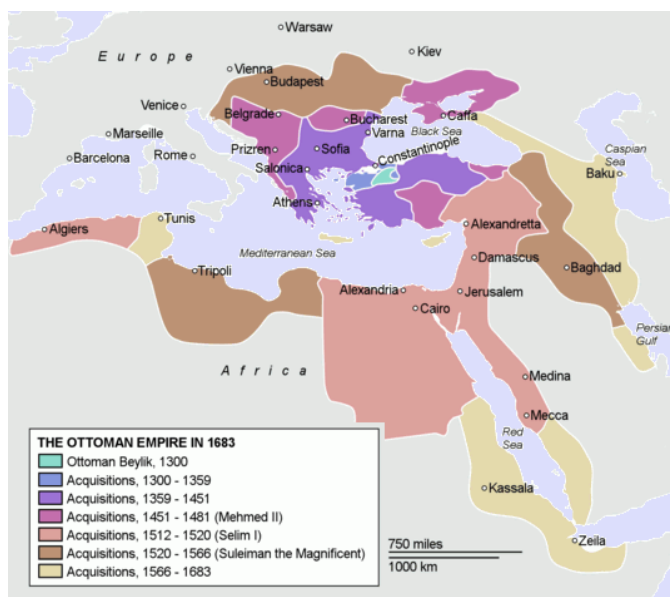 Warsaw
Kiev
Europe
Vienna
Budapest
Venice
Belgrade
Bucharest
Caffa
Varna
Black Sea
Marseille
Prizren
Sofia
Constantinople
Caspian
Sea
Barcelona
Rome
Salonica
Baku
Athens
Tunis
Algiers
Alexandretta
Mediterranean Sea
Damascus
Baghdad
Tripoli
Alexandria
Jerusalem
Cairo
Persian
Gulf
Africa
Medina
Mecca
Red
Sea
Kassala
Zeila
THE OTTOMAN EMPIRE IN 1683
Ottoman Beylik, 1300
Acquisitions, 1300 - 1359
Acquisitions, 1359 - 1451
Acquisitions, 1451 - 1481 (Mehmed II)
Acquisitions, 1512 - 1520 (Selim I)
Acquisitions, 1520 - 1566 (Suleiman the Magnificent)
Acquisitions, 1566 - 1683
750 miles
1000 km